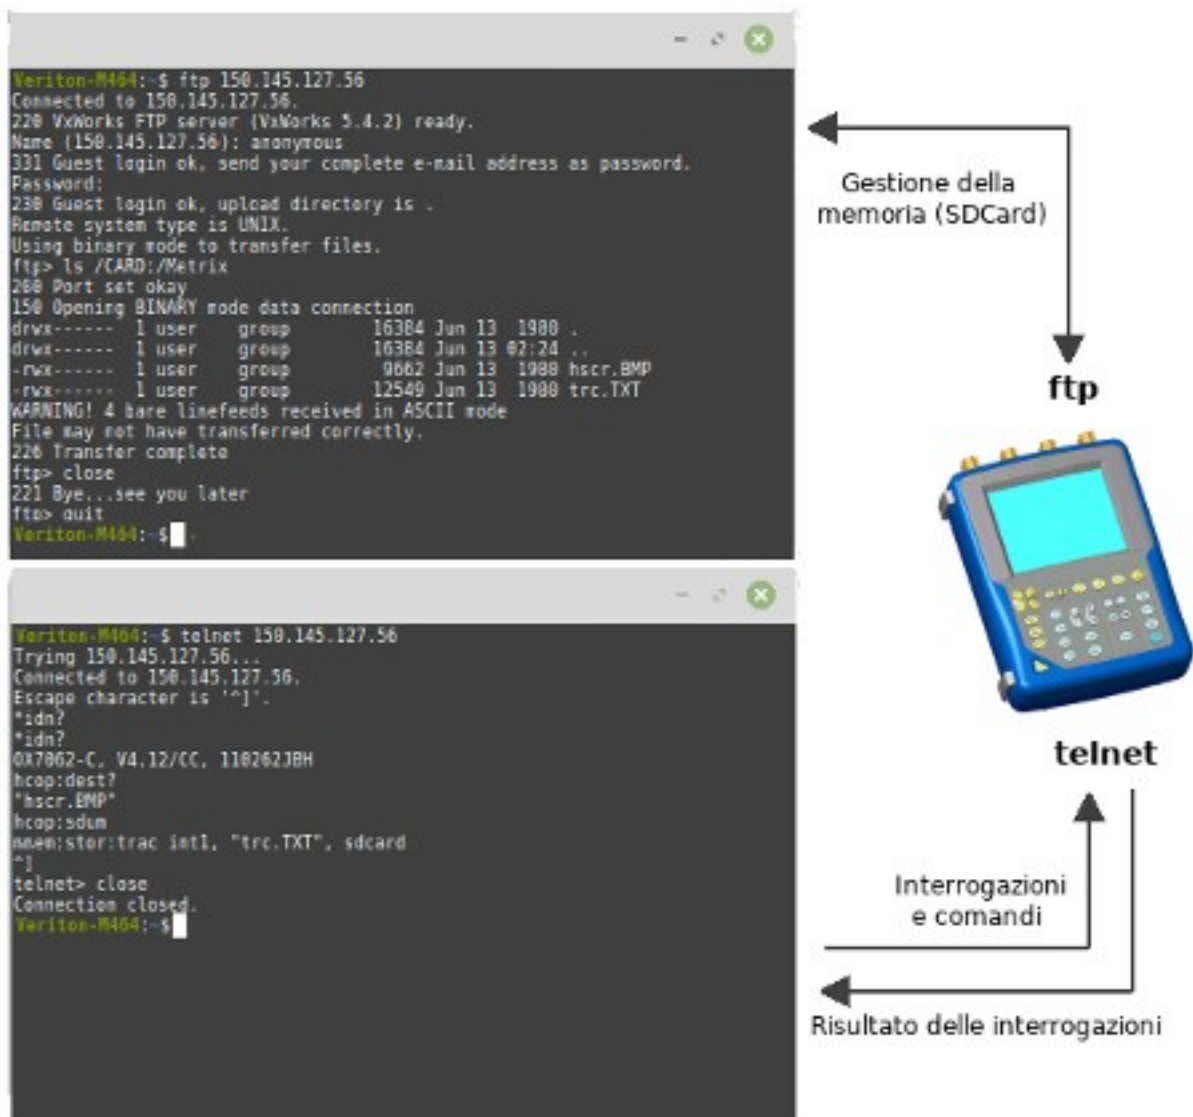 Veriton-M464:~$ ftp 150.145.127.56
Connected to 150.145.127.56.
220 VxWorks FTP server (VxWorks 5.4.2) ready.
Name (150.145.127.56): anonymous
331 Guest login ok, send your complete e-mail address as password.
Password:
230 Guest login ok, upload directory is .
Remote system type is UNIX.
Using binary mode to transfer files.
ftp> ls /CARD:/Metrix
200 Port set okay
150 Opening BINARY mode data connection
drwx------ 1 user group 16384 Jun 13 1980 .
drwx------ 1 user group 16384 Jun 13 02:24 ..
-rwx------ 1 user group 9662 Jun 13 1980 hscr.BMP
-rwx------ 1 user group 12549 Jun 13 1980 trc.TXT
WARNING! 4 bare linefeeds received in ASCII mode
File may not have transferred correctly.
226 Transfer complete
ftp> close
221 Bye...see you later
ftp> quit
Veriton-M464:~$
Gestione della
memoria (SDCard)
ftp
Veriton-M464:~$ telnet 150.145.127.56
Trying 150.145.127.56...
Connected to 150.145.127.56.
Escape character is '^]'.
*idn?
*idn?
OX7062-C, V4.12/CC, 110262JBH
hcop:dest?
"hscr.BMP"
hcop:sdum
mmem:stor:trac int1, "trc.TXT", sdcard
^]
telnet> close
Connection closed.
Veriton-M464:~$
telnet
Interrogazioni
e comandi
Risultato delle interrogazioni